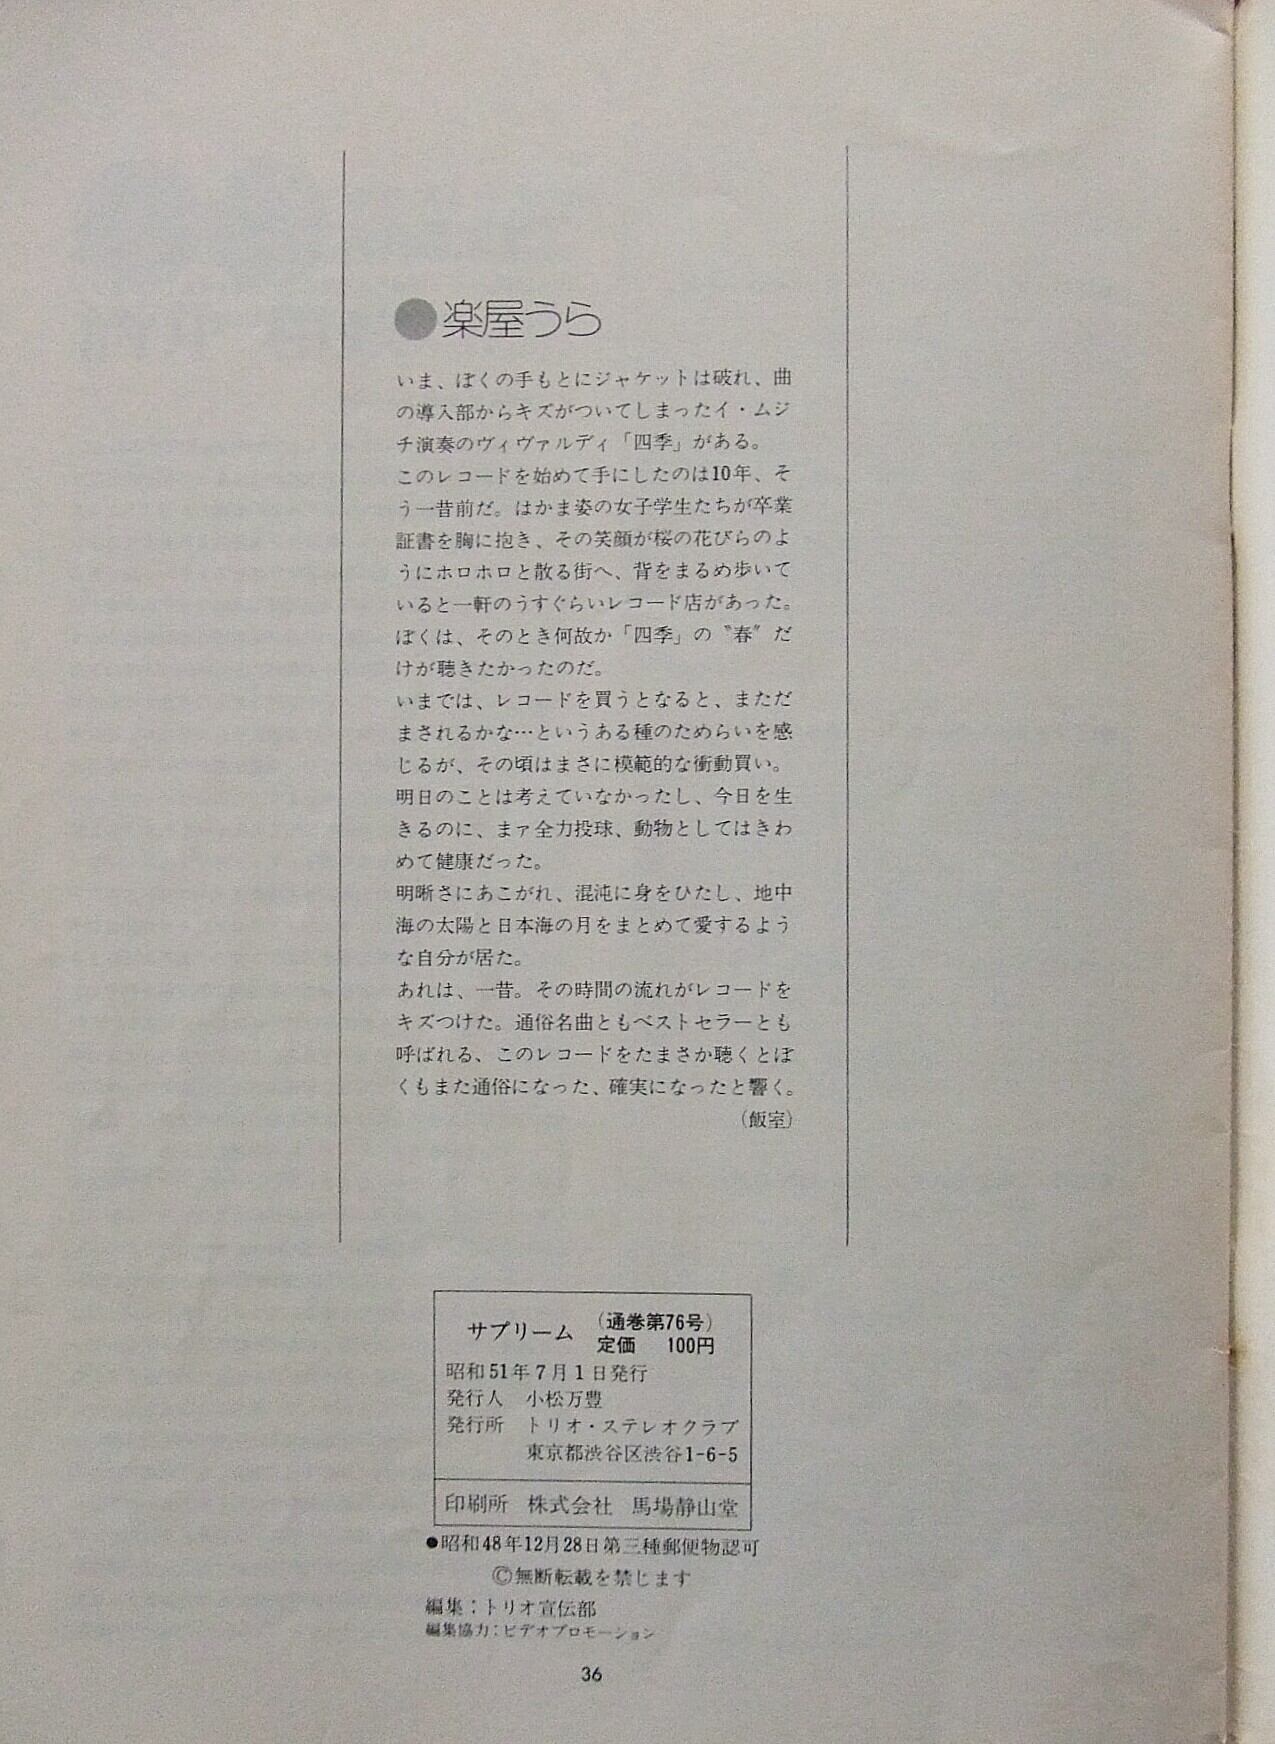 ●楽屋うら
いま、ぼくの手もとにジャケットは破れ、曲
の導入部からキズがついてしまったイ・ムジ
チ演奏のヴィヴァルディ「四季」がある。
このレコードを始めて手にしたのは10年、そ
う一昔前だ。はかま姿の女子学生たちが卒業
証書を胸に抱き、その笑顔が桜の花びらのよ
うにホロホロと散る街へ、背をまるめ歩いて
いると一軒のうすぐらいレコード店があった。
ぼくは、そのとき何故か「四季」の〝春〟だ
けが聴きたかったのだ。
いまでは、レコードを買うとなると、まただ
まされるかな…というある種のためらいを感
じるが、その頃はまさに模範的な衝動買い。
明日のことは考えていなかったし、今日を生
きるのに、まァ全力投球、動物としてはきわ
めて健康だった。
明晰さにあこがれ、混沌に身をひたし、地中
海の太陽と日本海の月をまとめて愛するよう
な自分が居た。
あれは、一昔。その時間の流れがレコードを
キズつけた。通俗名曲ともベストセラーとも
呼ばれる、このレコードをたまさか聴くとぼ
くもまた通俗になった、確実になったと響く。
（飯室）
サプリーム （通巻第76号）
定価 100円
昭和51年7月1日発行
発行人 小松万豊
発行所 トリオ・ステレオクラブ
東京都渋谷区渋谷1-6-5
印刷所 株式会社 馬場静山堂
●昭和48年12月28日第三種郵便物認可
Ⓒ無断転載を禁じます
編集：トリオ宣伝部
編集協力：ビデオプロモーション
36